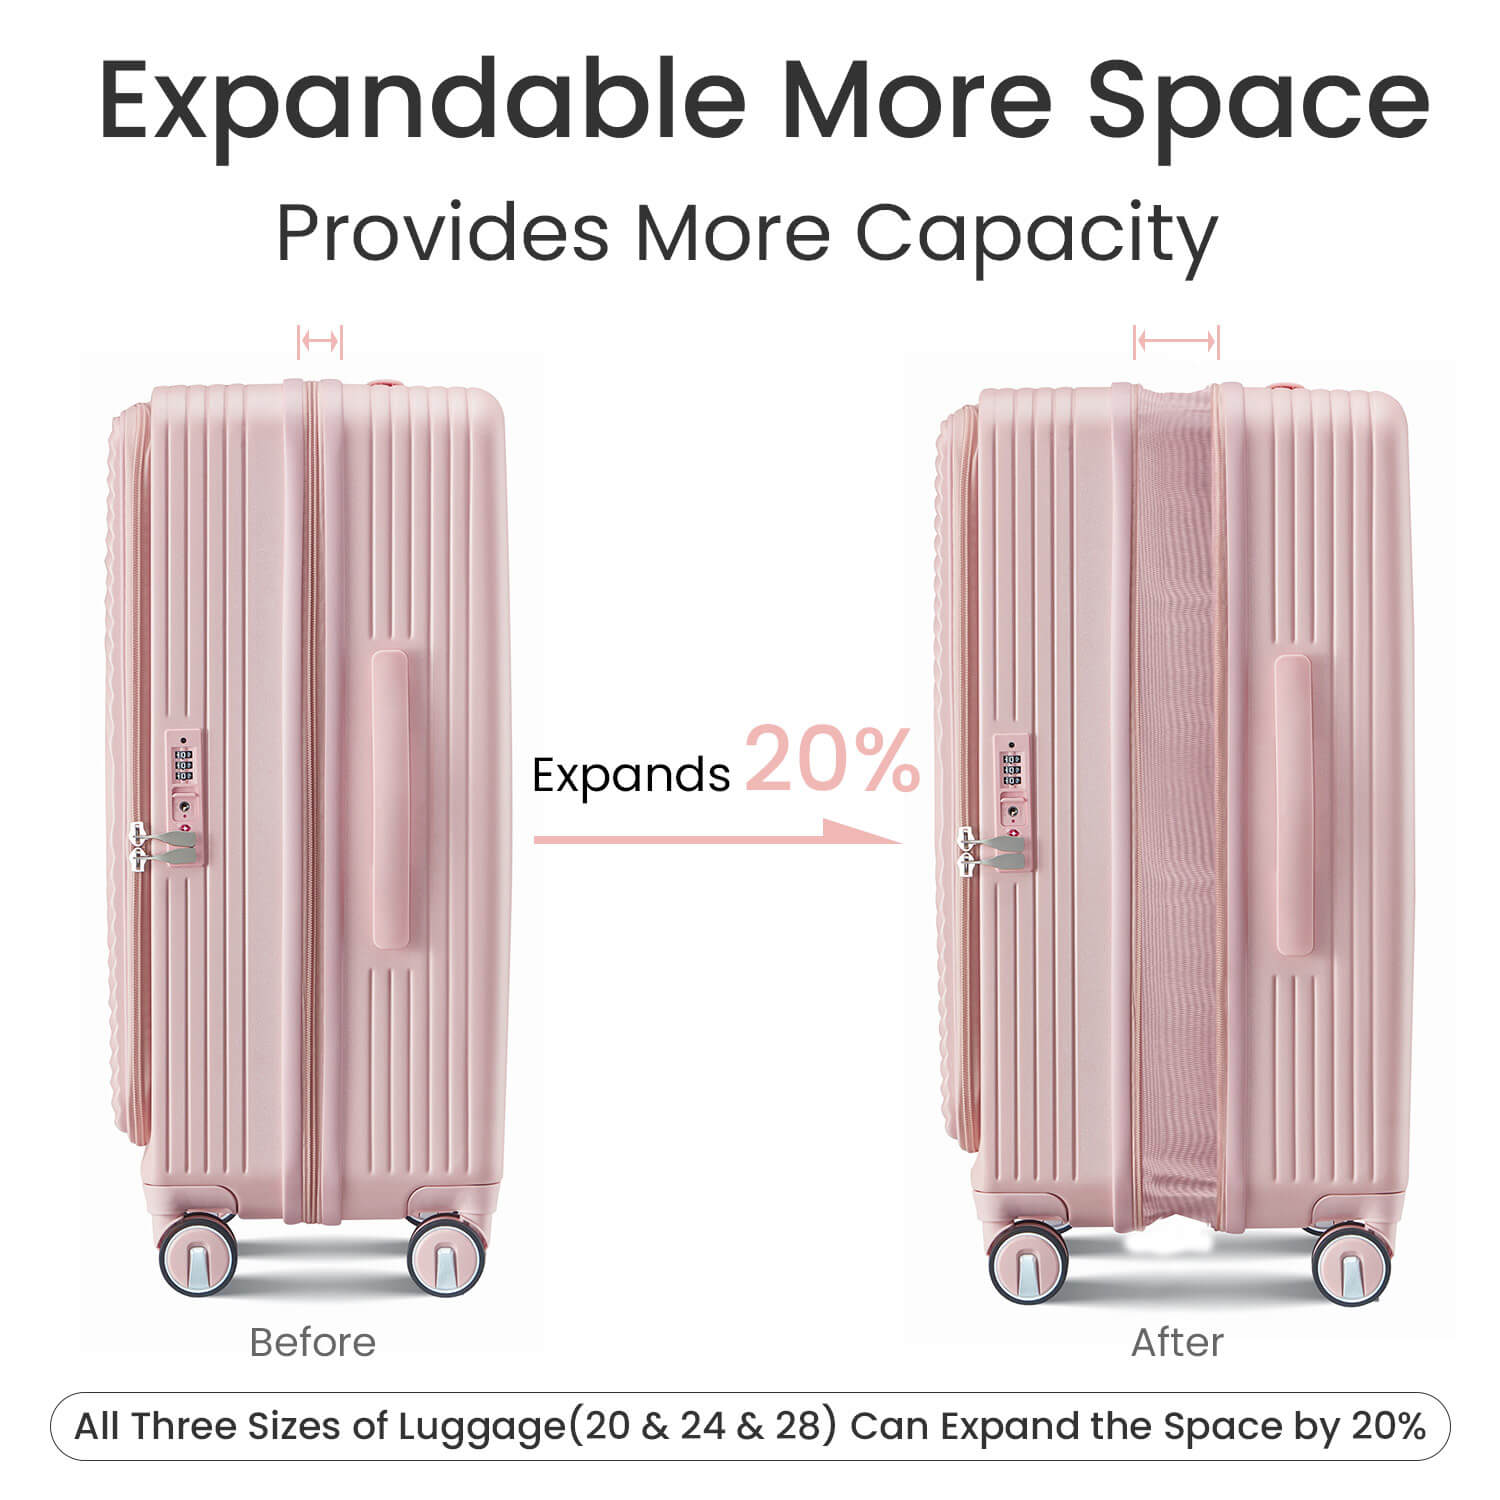 Expandable More Space
Provides More Capacity
Expands 20%
Before
After
All Three Sizes of Luggage(20 & 24 & 28) Can Expand the Space by 20%